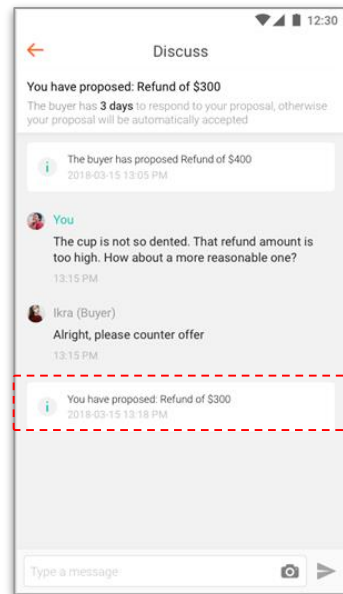 12:30
Discuss
You have proposed: Refund of $300
The buyer has 3 days to respond to your proposal, otherwise
your proposal will be automatically accepted
The buyer has proposed Refund of $400
2018-03-15 13:05 PM
You
The cup is not so dented. That refund amount is
too high. How about a more reasonable one?
13:15 PM
Ikra (Buyer)
Alright, please counter offer
13:15 PM
You have proposed: Refund of $300
2018-03-15 13:18 PM
Type a message